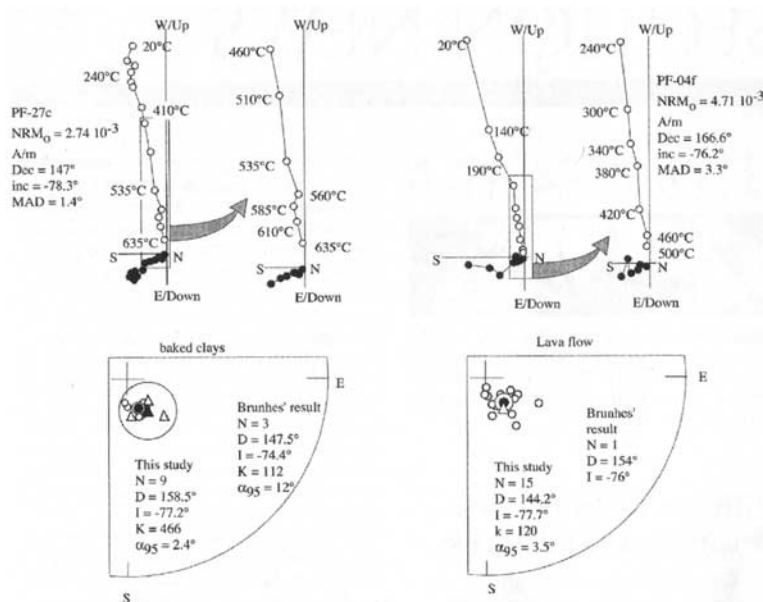 W/Up
20°C
240°C
410°C
PF-27c
NRMo = 2.74 10-3
A/m
Dec = 147°
inc = -78.3°
MAD = 1.4°
535°C
635°C
S
N
E/Down
W/Up
460°C
510°C
535°C
560°C
585°C
610°C
635°C
S
N
E/Down
W/Up
20°C
140°C
190°C
S
N
E/Down
W/Up
240°C
300°C
340°C
380°C
420°C
460°C
500°C
PF-04f
NRMo = 4.71 10-3
A/m
Dec = 166.6°
inc = -76.2°
MAD = 3.3°
S
N
E/Down
baked clays
E
Brunhes'
result
N = 3
D = 147.5°
I = -74.4°
K = 112
α95 = 12°
This study
N = 9
D = 158.5°
I = -77.2°
K = 466
α95 = 2.4°
S
Lava flow
E
Brunhes'
result
N = 1
D = 154°
I = -76°
This study
N = 15
D = 144.2°
I = -77.7°
k = 120
α95 = 3.5°
S